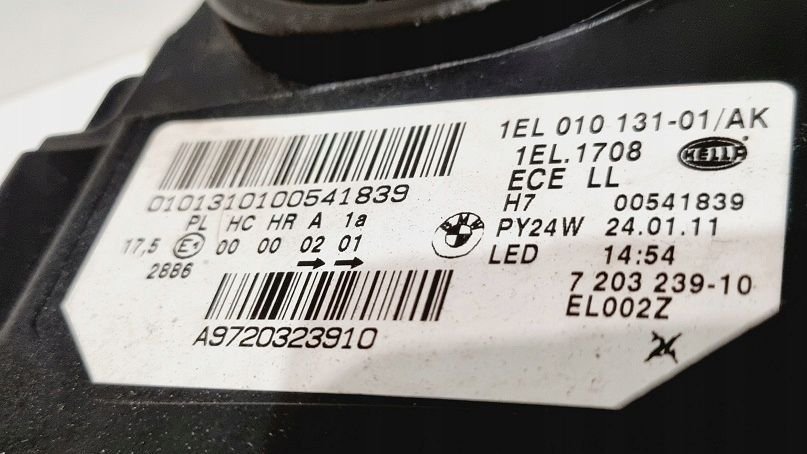 0101310100541839
PL HC HR A 1a
17,5 E1 00 00 02 01
2886
A9720323910
1EL 010 131-01/AK
1EL.1708
HELLA
ECE LL
H7 00541839
PY24W 24.01.11
LED 14:54
7 203 239-10
EL002Z
24